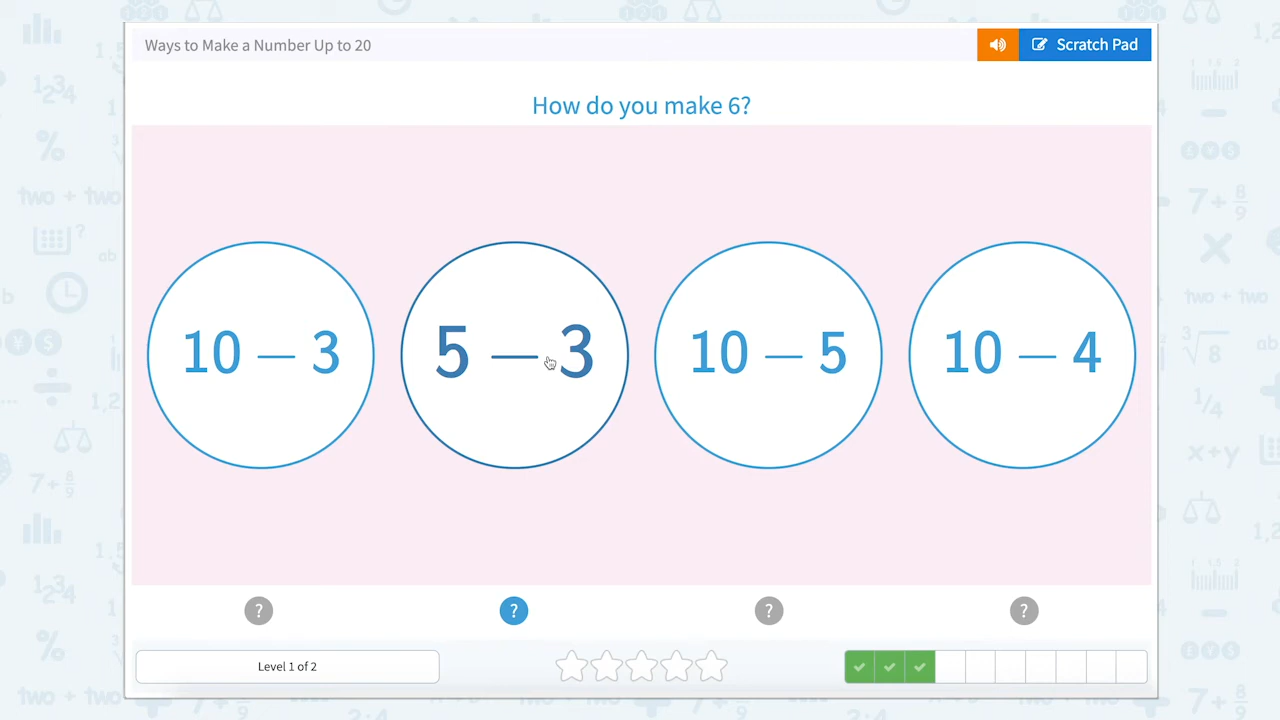 Ways to Make a Number Up to 20
Scratch Pad
How do you make 6?
10 — 3
5 — 3
10 — 5
10 — 4
? ? ? ?
Level 1 of 2